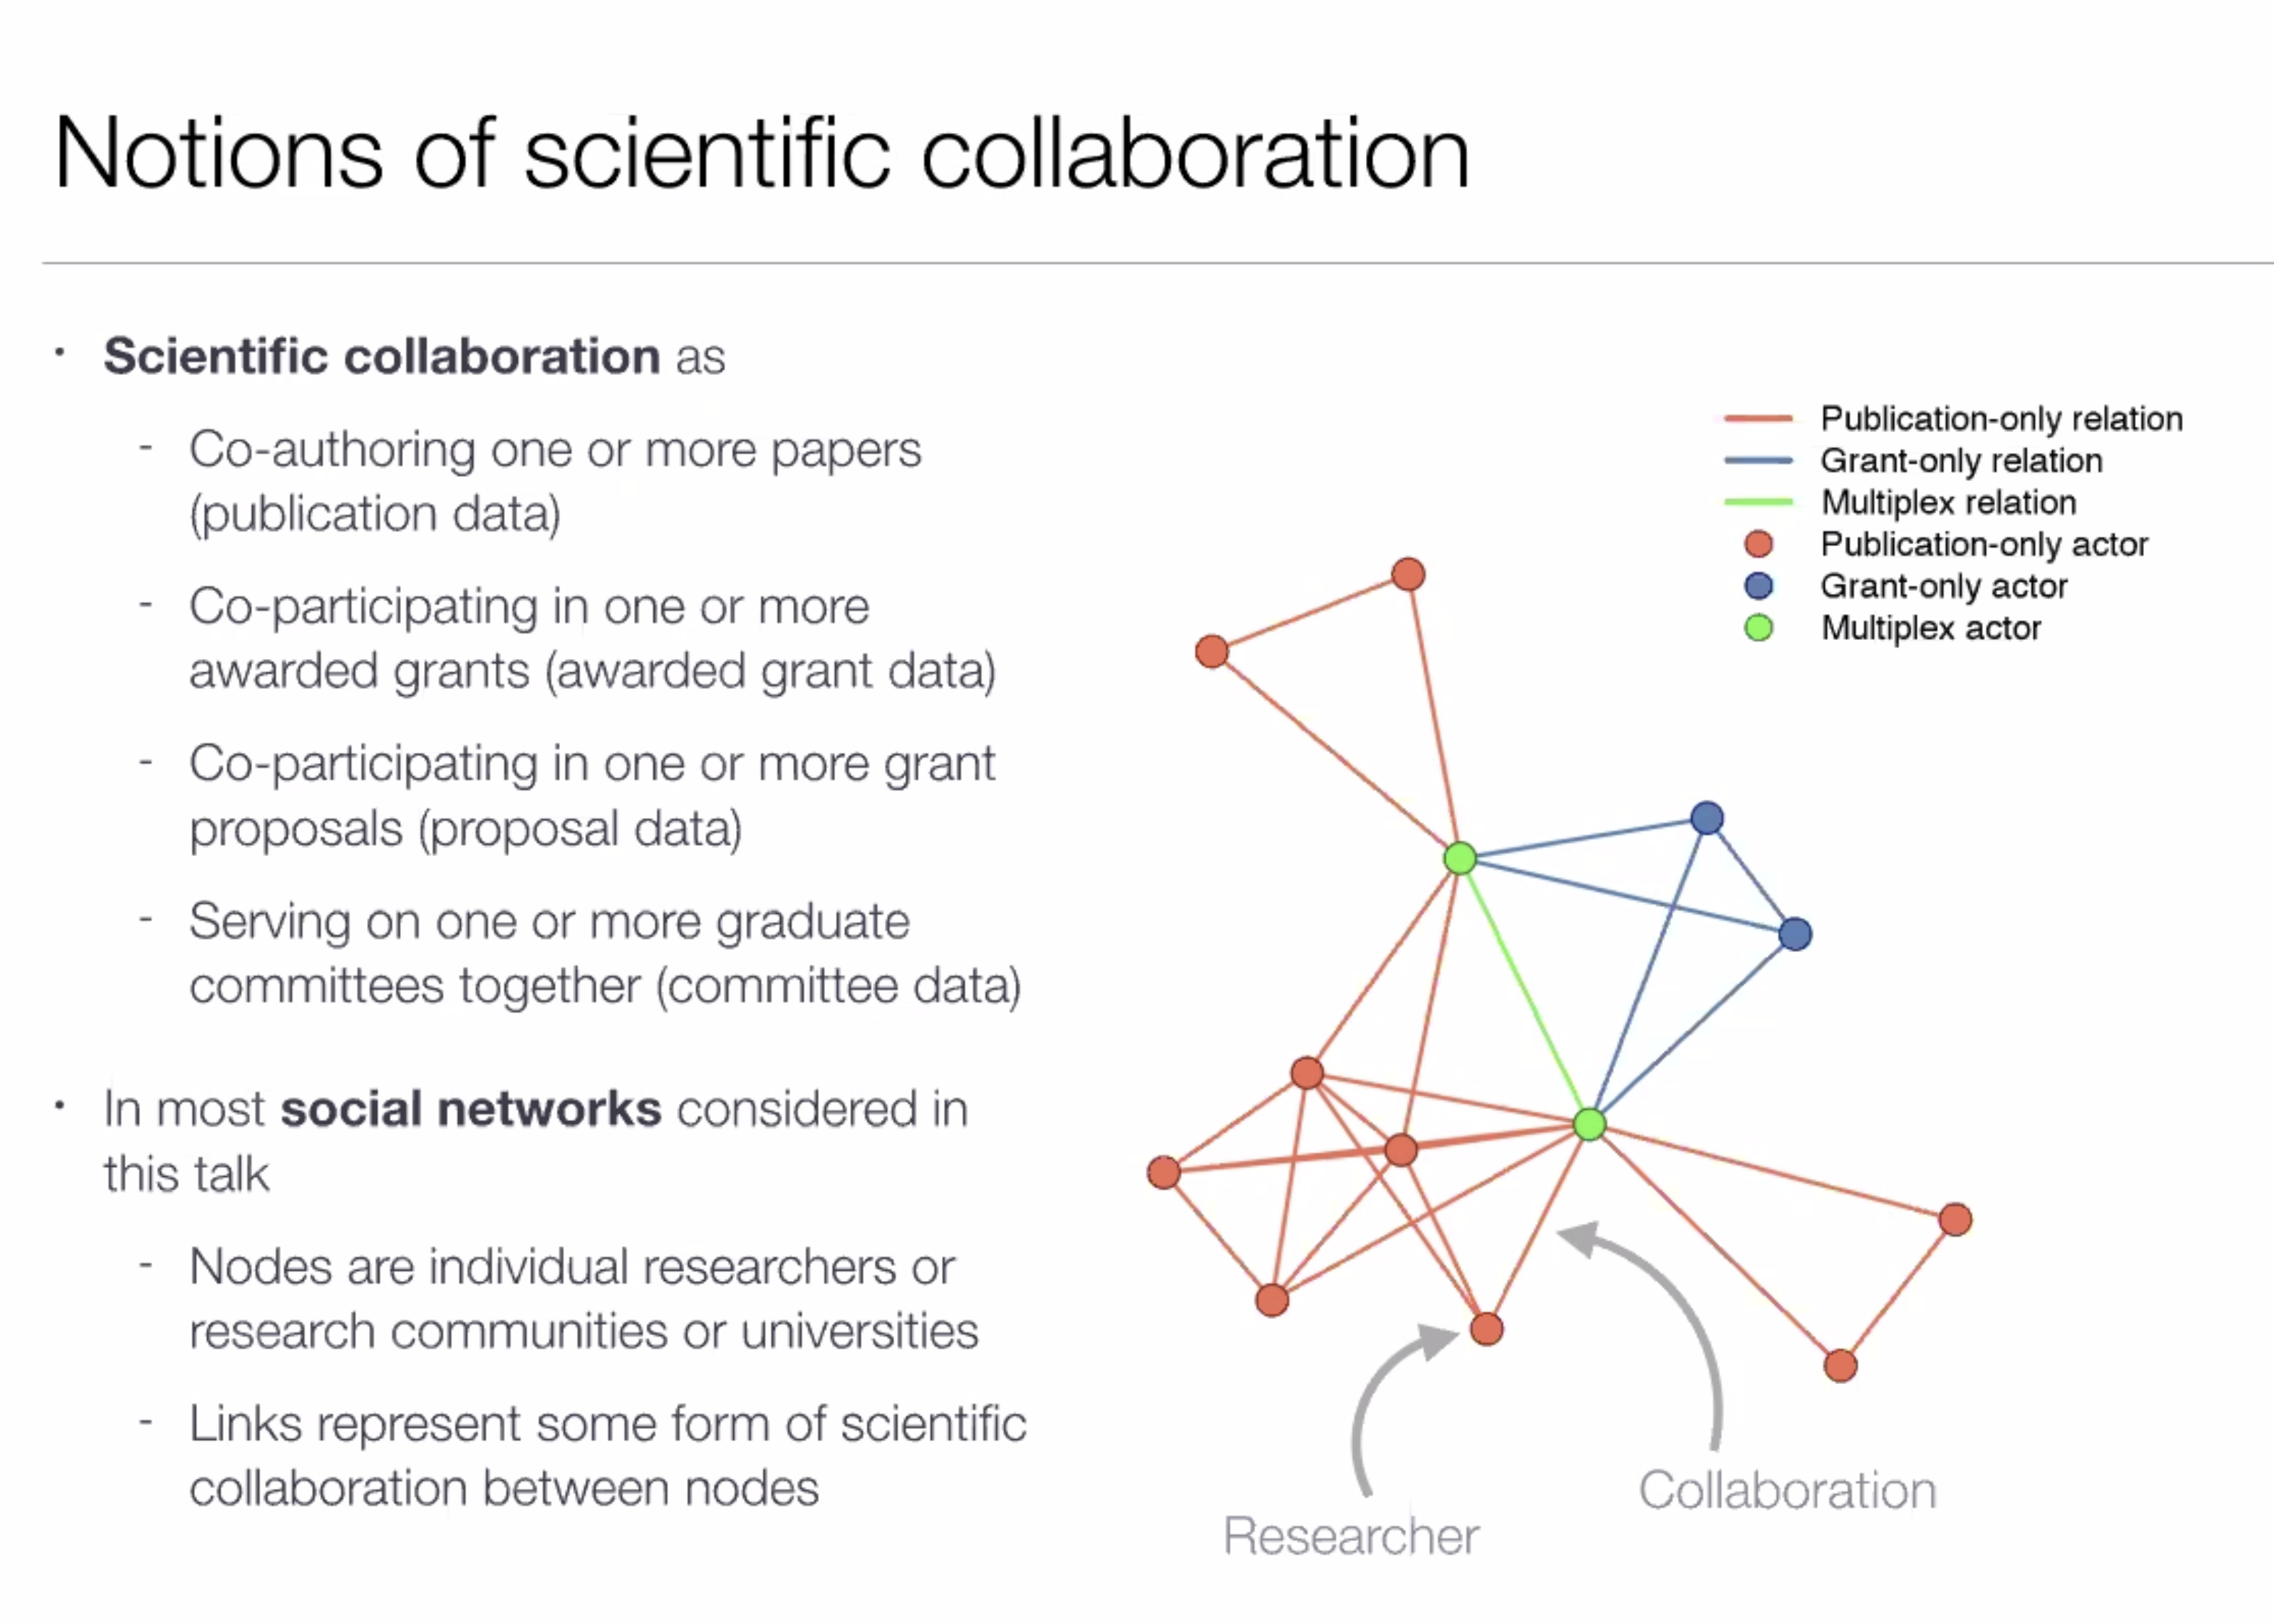 Notions of scientific collaboration
· Scientific collaboration as
- Co-authoring one or more papers
(publication data)
- Co-participating in one or more
awarded grants (awarded grant data)
- Co-participating in one or more grant
proposals (proposal data)
- Serving on one or more graduate
committees together (committee data)
· In most social networks considered in
this talk
- Nodes are individual researchers or
research communities or universities
- Links represent some form of scientific
collaboration between nodes
Publication-only relation
Grant-only relation
Multiplex relation
Publication-only actor
Grant-only actor
Multiplex actor
Collaboration
Researcher